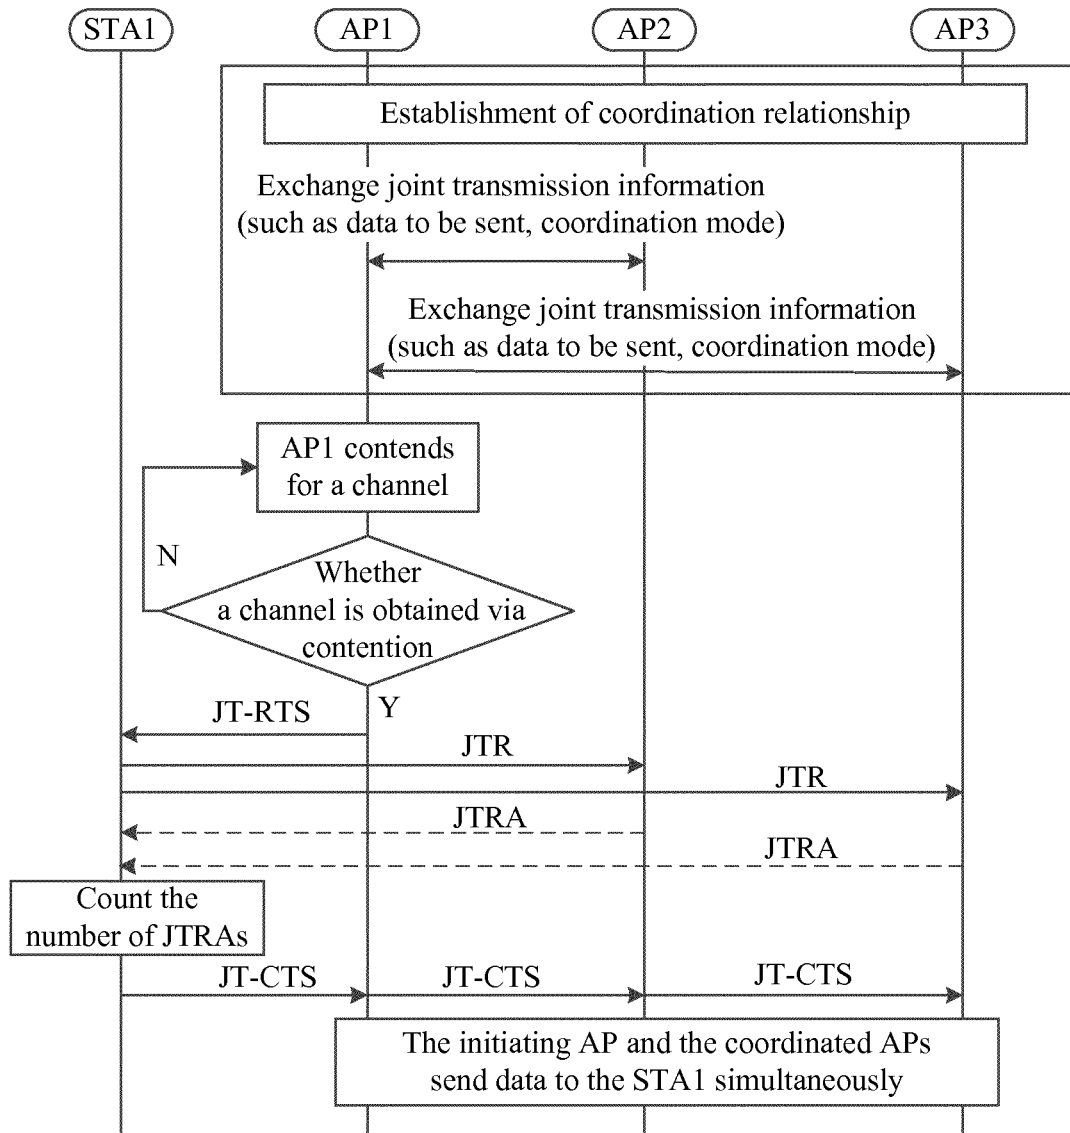 STA1
AP1
AP2
AP3
Establishment of coordination relationship
Exchange joint transmission information
(such as data to be sent, coordination mode)
Exchange joint transmission information
(such as data to be sent, coordination mode)
AP1 contends
for a channel
N
Whether
a channel is obtained via
contention
Y
JT-RTS
JTR
JTR
JTRA
JTRA
Count the
number of JTRAs
JT-CTS
JT-CTS
JT-CTS
The initiating AP and the coordinated APs
send data to the STA1 simultaneously